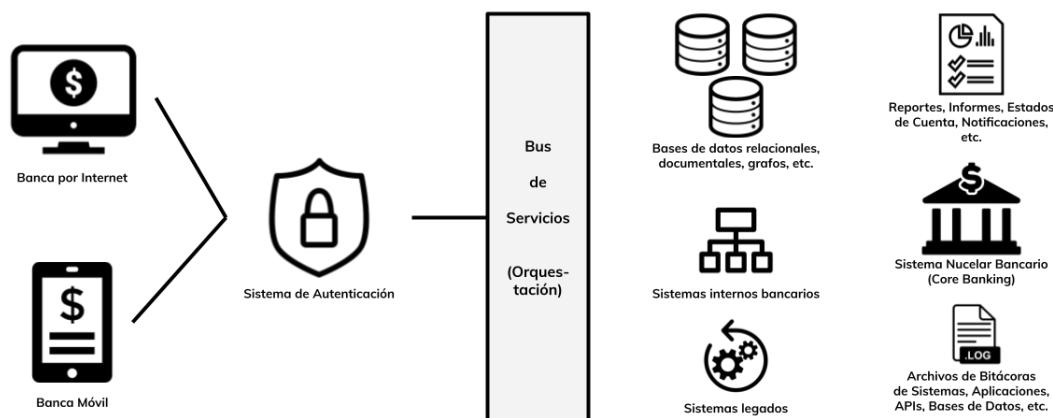 Banca por Internet
Banca Móvil
Sistema de Autenticación
Bus
de
Servicios
(Orques-
tación)
Bases de datos relacionales,
documentales, grafos, etc.
Sistemas internos bancarios
Sistemas legados
Reportes, Informes, Estados
de Cuenta, Notificaciones,
etc.
Sistema Nucelar Bancario
(Core Banking)
.LOG
Archivos de Bitácoras
de Sistemas, Aplicaciones,
APIs, Bases de Datos, etc.